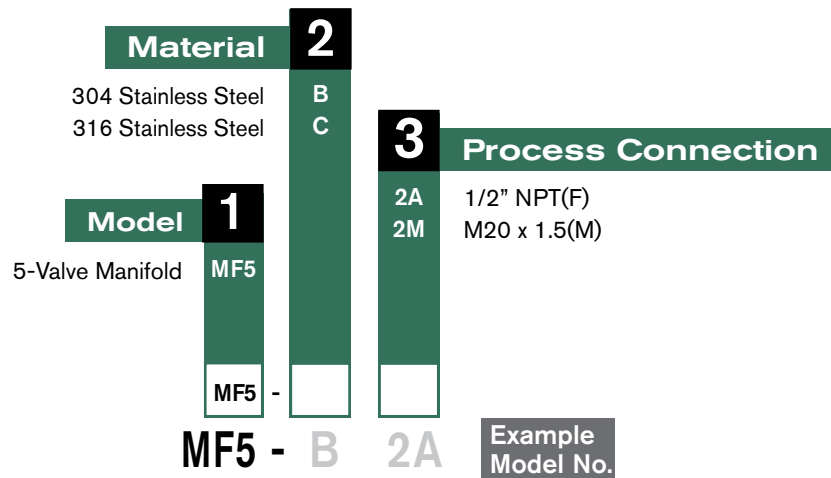 Material 2
304 Stainless Steel B
316 Stainless Steel C
3 Process Connection
2A 1/2” NPT(F)
2M M20 x 1.5(M)
Model 1
5-Valve Manifold MF5
MF5 -
MF5 - B 2A
Example
Model No.